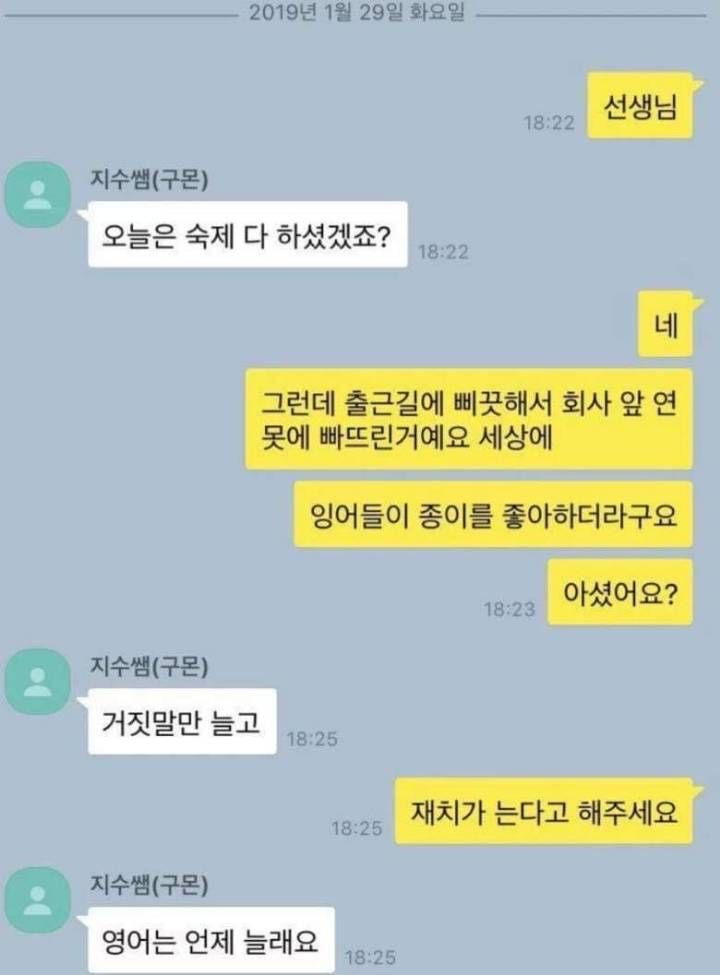 2019년 1월 29일 화요일
선생님
18:22
지수쌤(구몬)
오늘은 숙제 다 하셨겠죠?
18:22
네
그런데 출근길에 삐끗해서 회사 앞 연
못에 빠뜨린거예요 세상에
잉어들이 종이를 좋아하더라구요
아셨어요?
18:23
지수쌤(구몬)
거짓말만 늘고
18:25
재치가 는다고 해주세요
18:25
지수쌤(구몬)
영어는 언제 늘래요
18:25